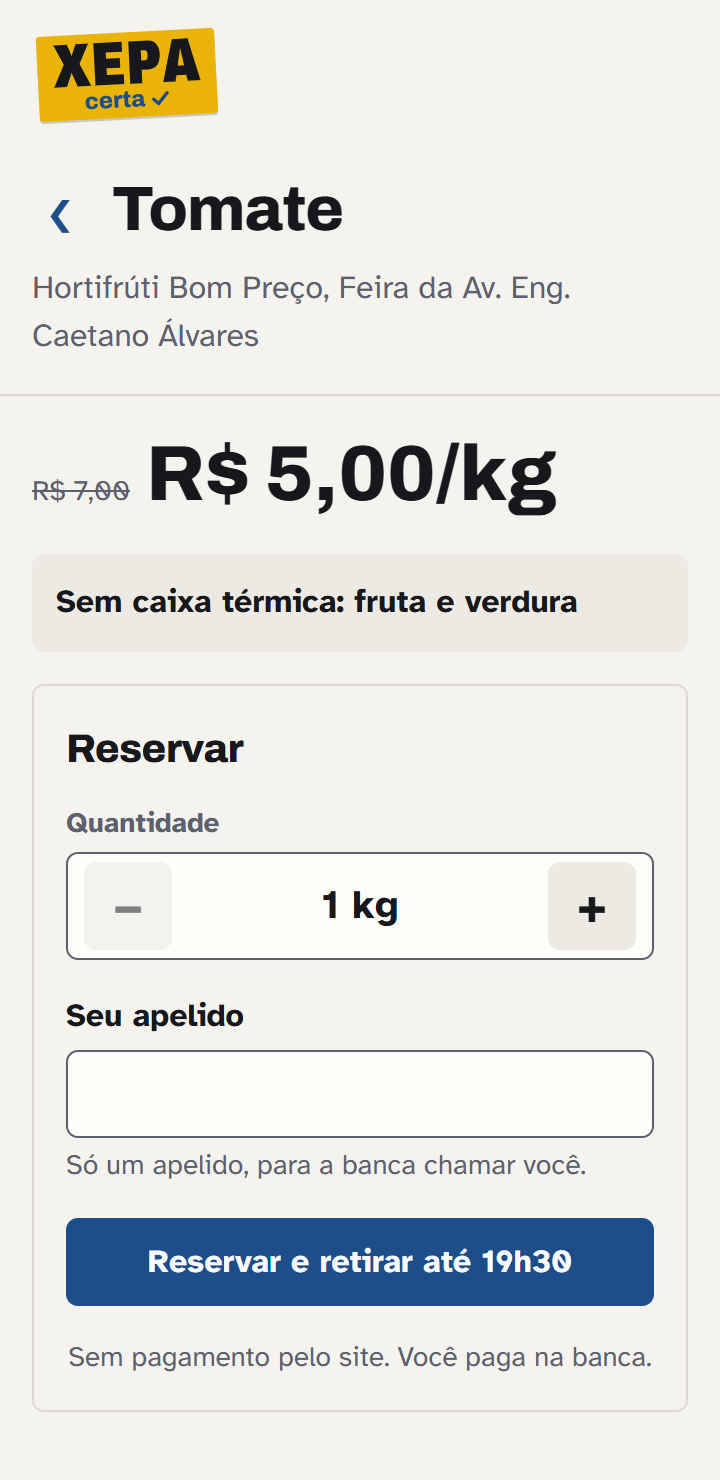 XEPA
certa
Tomate
Hortifrúti Bom Preço, Feira da Av. Eng.
Caetano Álvares
R$ 7,00 R$ 5,00/kg
Sem caixa térmica: fruta e verdura
Reservar
Quantidade
− 1 kg +
Seu apelido
Só um apelido, para a banca chamar você.
Reservar e retirar até 19h30
Sem pagamento pelo site. Você paga na banca.